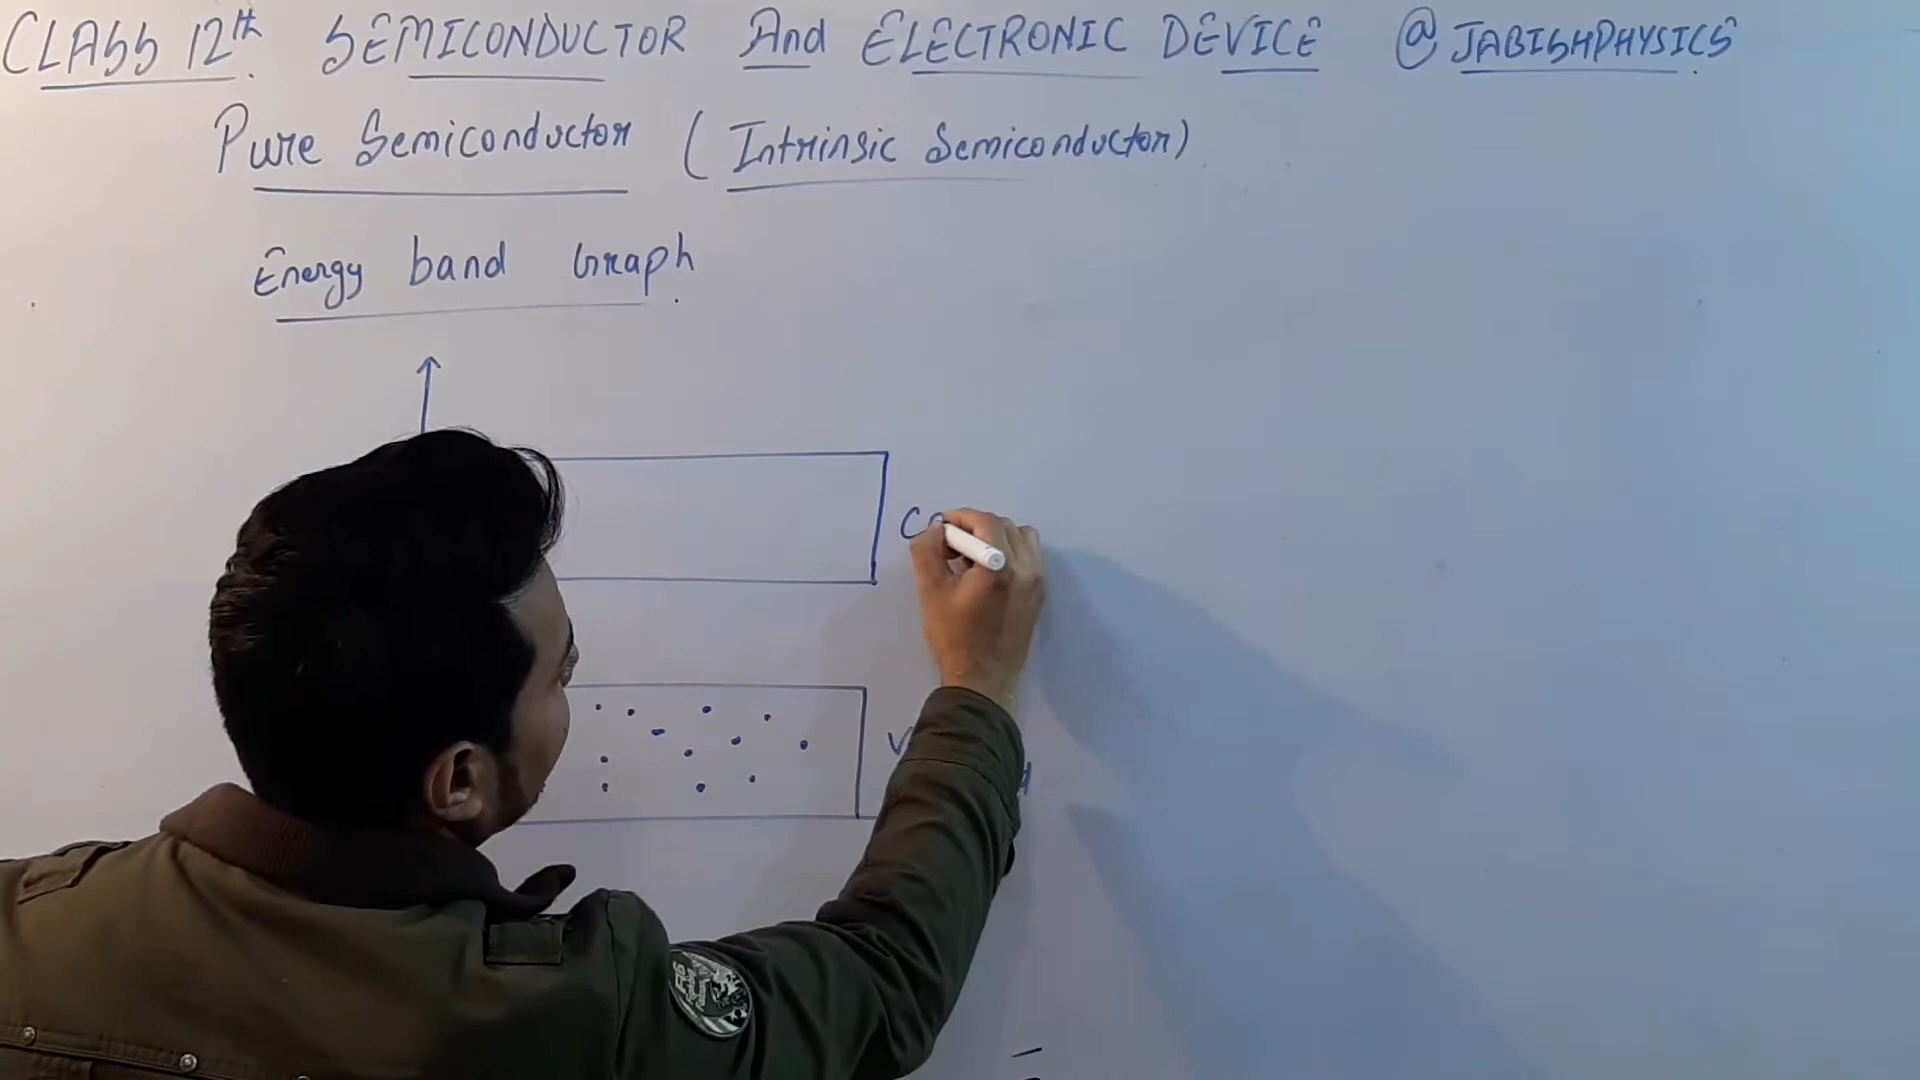 CLASS 12th SEMICONDUCTOR And ELECTRONIC DEVICE @JABISHPHYSICS
Pure Semiconductor (Intrinsic Semiconductor)
Energy band Graph